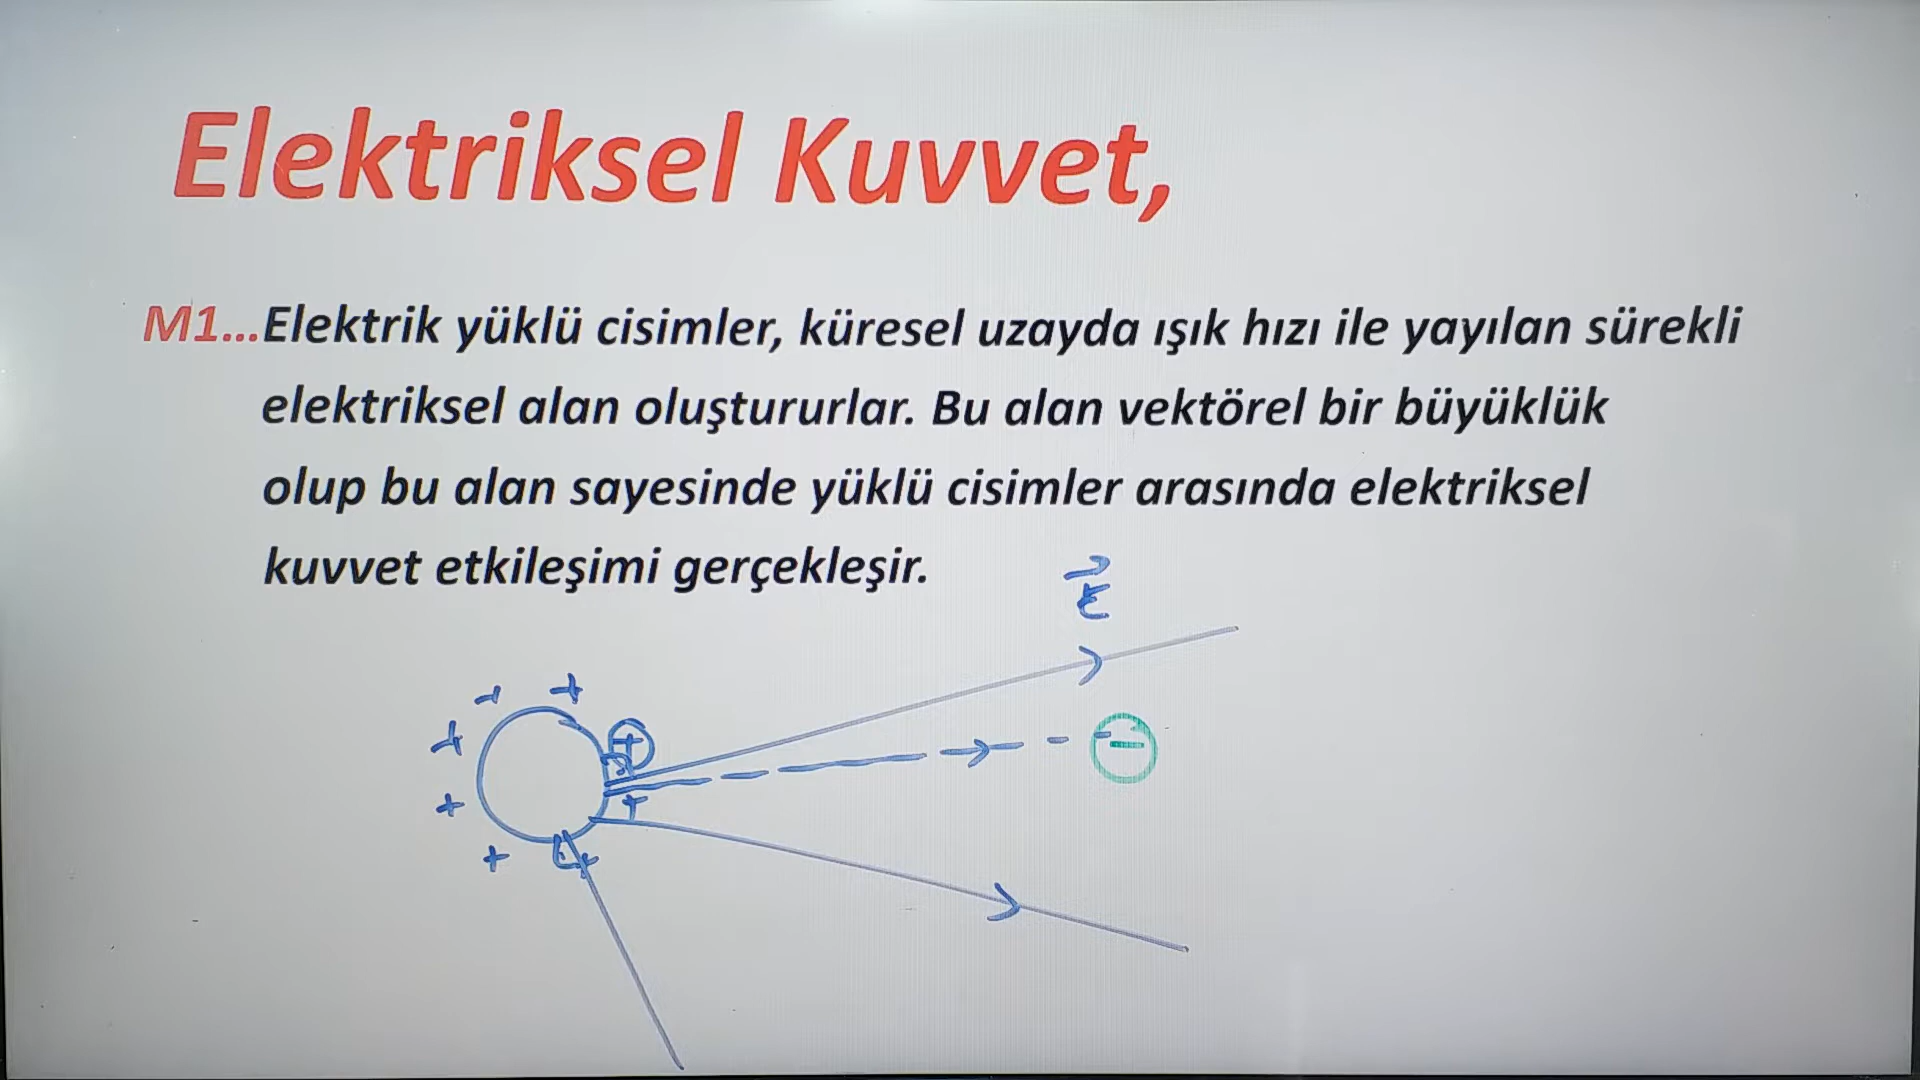 Elektriksel Kuvvet,
M1...Elektrik yüklü cisimler, küresel uzayda ışık hızı ile yayılan sürekli
elektriksel alan oluştururlar. Bu alan vektörel bir büyüklük
olup bu alan sayesinde yüklü cisimler arasında elektriksel
kuvvet etkileşimi gerçekleşir.
E
+ +
+ +
-
+ +
+ +